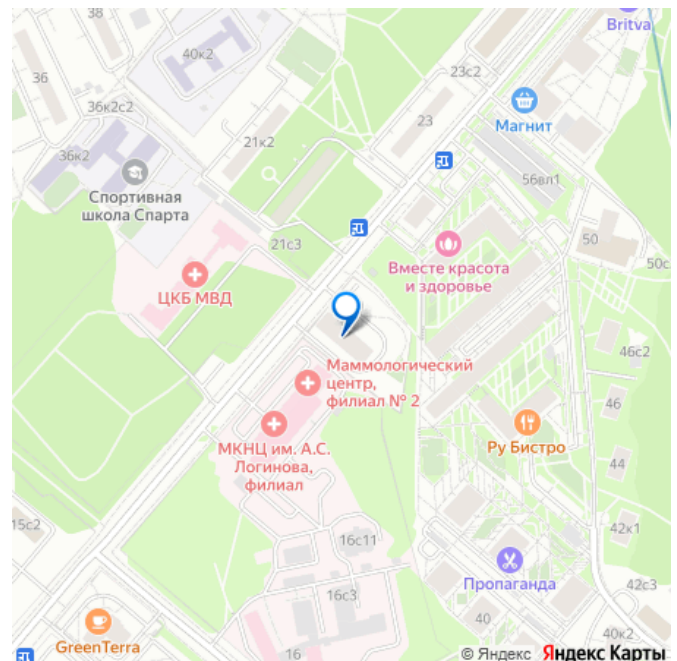 Britva
38
36
40к2
23с2
Магнит
36к2с2
23
21к2
36к2
56вл1
Спортивная
школа Спарта
21с3
50
Вместе красота
и здоровье
50с
ЦКБ МВД
46с2
Маммологический
центр,
филиал № 2
46
МКНЦ им. А.С.
Логинова,
филиал
Ру Бистро
44
15с2
42к1
16с11
Пропаганда
16с3
42с3
40
GreenTerra
16
40к2
© Яндекс Яндекс Карты